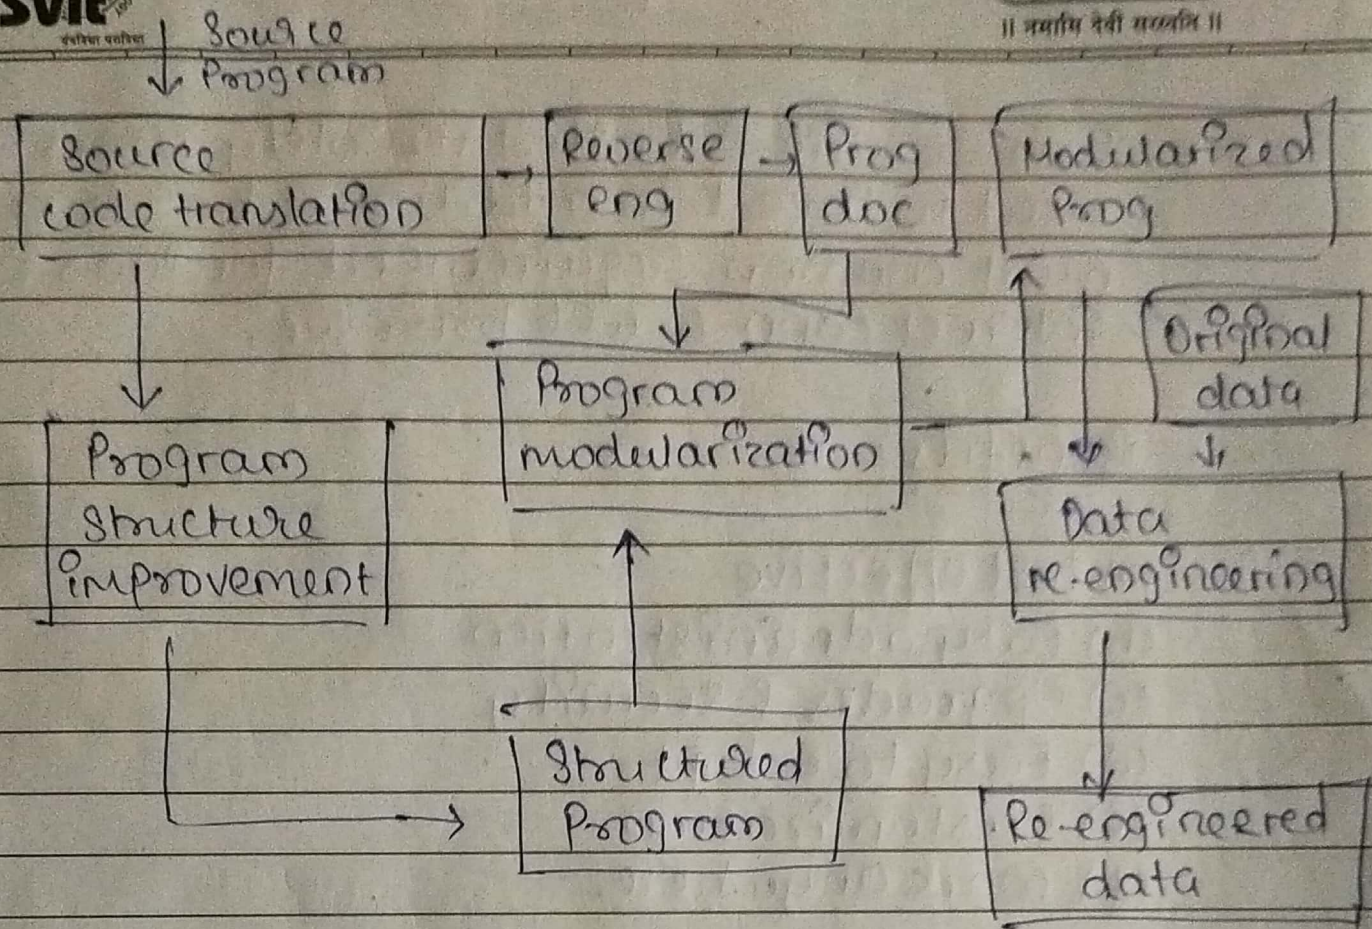 SVIT
॥ नमामि देवी सरस्वति ॥
Source
Program
Source
code translation
Reverse
eng
Prog
doc
Modularized
Prog
Original
data
Program
modularization
Program
Structure
improvement
Data
re-engineering
Structured
Program
Re-engineered
data